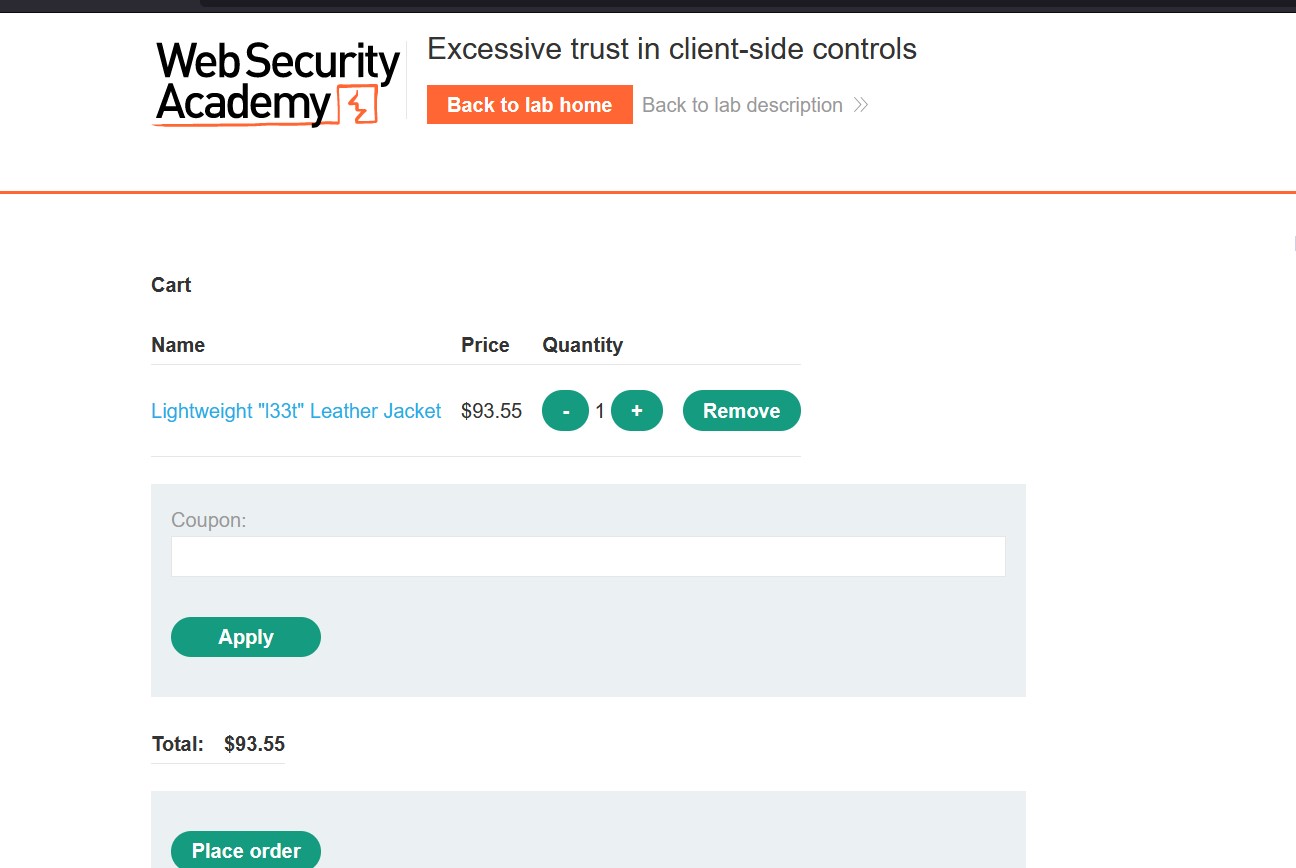 Web Security
Academy
Excessive trust in client-side controls
Back to lab home
Back to lab description
Cart
Name Price Quantity
Lightweight "l33t" Leather Jacket $93.55 - 1 + Remove
Coupon:
Apply
Total: $93.55
Place order